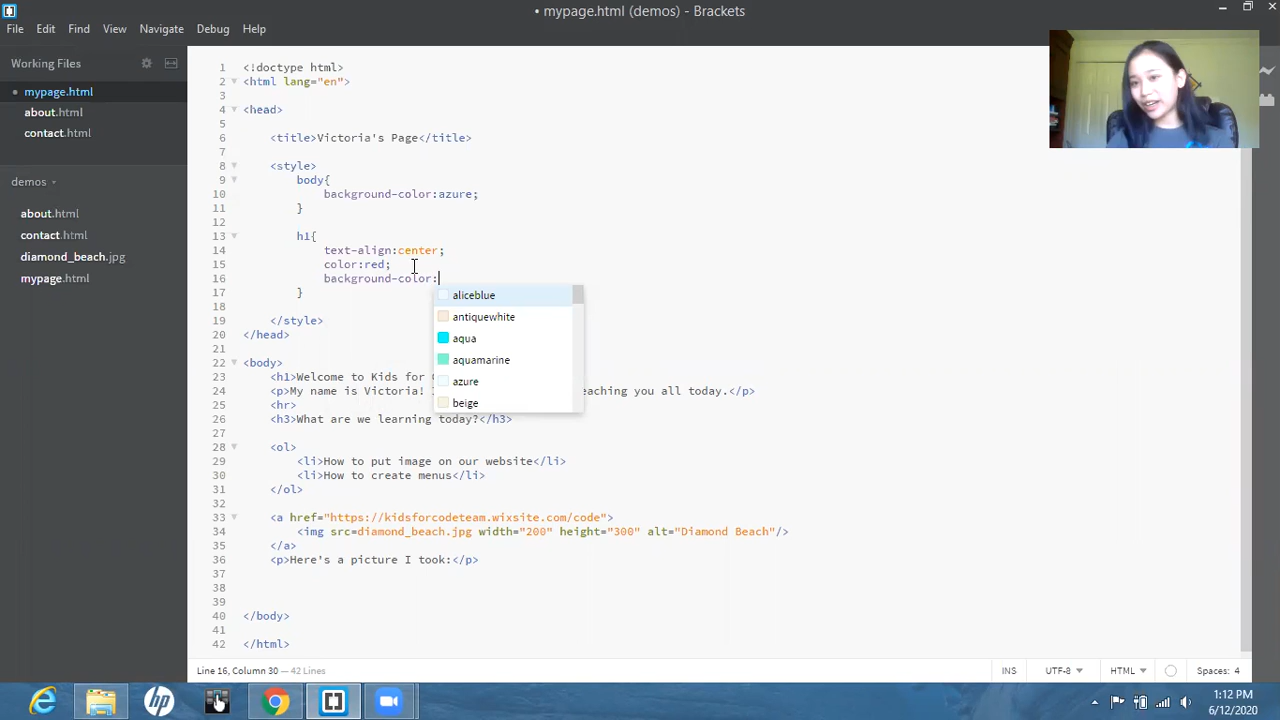 • mypage.html (demos) - Brackets
File Edit Find View Navigate Debug Help
Working Files
mypage.html
about.html
contact.html
demos
about.html
contact.html
diamond_beach.jpg
mypage.html
1 <!doctype html>
2 <html lang="en">
3
4 <head>
5
6 <title>Victoria's Page</title>
7
8 <style>
9 body{
10 background-color:azure;
11 }
12
13 h1{
14 text-align:center;
15 color:red;
16 background-color:
17 }
18
19 </style>
20 </head>
21
22 <body>
23 <h1>Welcome to Kids for
24 <p>My name is Victoria! eaching you all today.</p>
25 <hr>
26 <h3>What are we learning today?</h3>
27
28 <ol>
29 <li>How to put image on our website</li>
30 <li>How to create menus</li>
31 </ol>
32
33 <a href="https://kidsforcodeteam.wixsite.com/code">
34 <img src=diamond_beach.jpg width="200" height="300" alt="Diamond Beach"/>
35 </a>
36 <p>Here's a picture I took:</p>
37
38
39
40 </body>
41
42 </html>
aliceblue
antiquewhite
aqua
aquamarine
azure
beige
Line 16, Column 30 — 42 Lines
INS UTF-8 HTML Spaces: 4
1:12 PM
6/12/2020